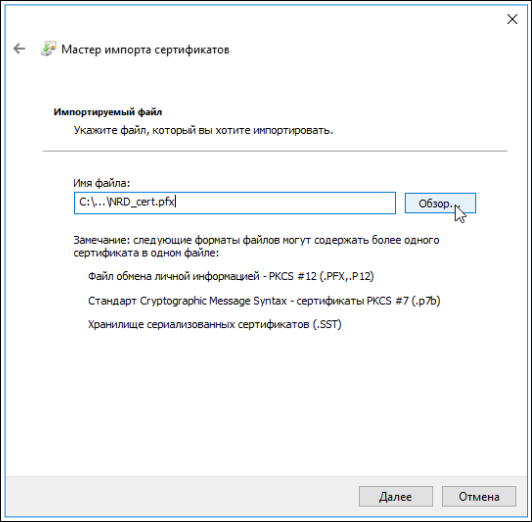 Мастер импорта сертификатов
Импортируемый файл
Укажите файл, который вы хотите импортировать.
Имя файла:
C:\...\NRD_cert.pfx
Обзор...
Замечание: следующие форматы файлов могут содержать более одного
сертификата в одном файле:
Файл обмена личной информацией - PKCS #12 (.PFX,.P12)
Стандарт Cryptographic Message Syntax - сертификаты PKCS #7 (.p7b)
Хранилище сериализованных сертификатов (.SST)
Далее
Отмена